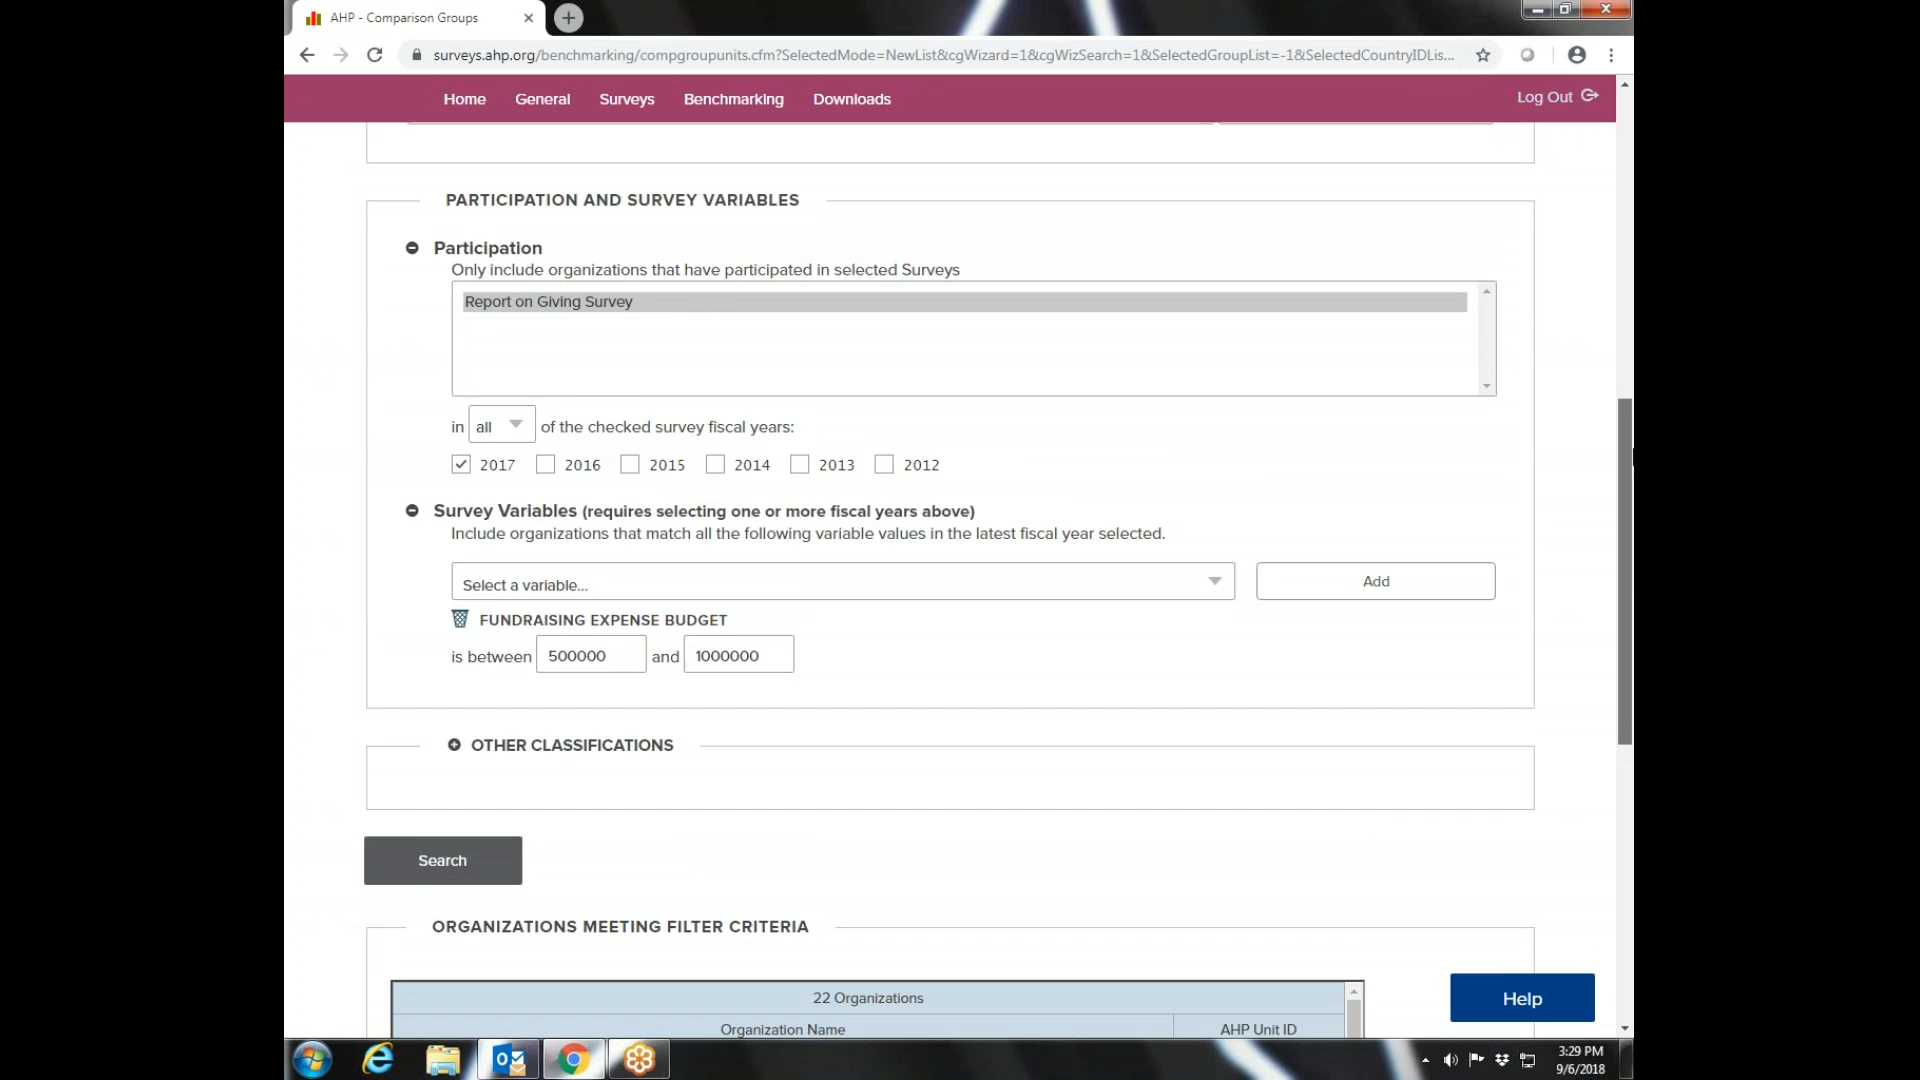 AHP - Comparison Groups
surveys.ahp.org/benchmarking/compgroupunits.cfm?SelectedMode=NewList&cgWizard=1&cgWizSearch=1&SelectedGroupList=-1&SelectedCountryIDLis...
Home General Surveys Benchmarking Downloads Log Out
PARTICIPATION AND SURVEY VARIABLES
Participation
Only include organizations that have participated in selected Surveys
Report on Giving Survey
in all of the checked survey fiscal years:
2017 2016 2015 2014 2013 2012
Survey Variables (requires selecting one or more fiscal years above)
Include organizations that match all the following variable values in the latest fiscal year selected.
Select a variable... Add
FUNDRAISING EXPENSE BUDGET
is between 500000 and 1000000
OTHER CLASSIFICATIONS
Search
ORGANIZATIONS MEETING FILTER CRITERIA
22 Organizations
Help
Organization Name AHP Unit ID
3:29 PM
9/6/2018